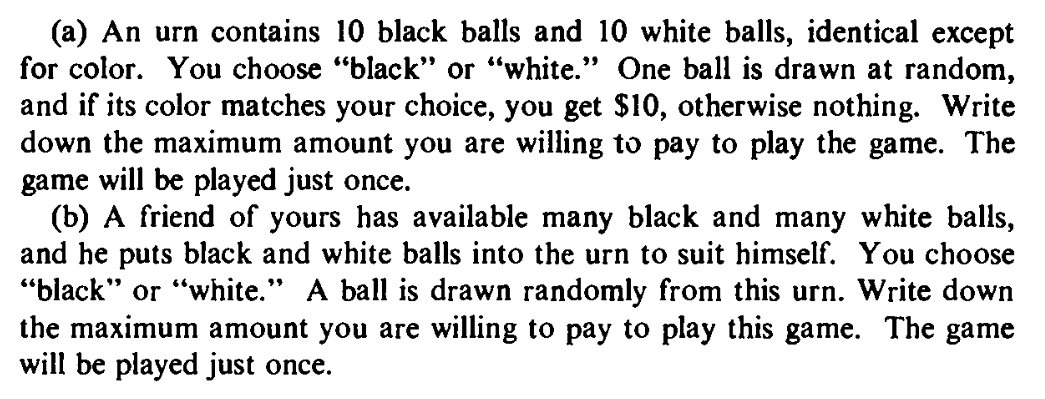 (a) An urn contains 10 black balls and 10 white balls, identical except
for color. You choose “black” or “white.” One ball is drawn at random,
and if its color matches your choice, you get $10, otherwise nothing. Write
down the maximum amount you are willing to pay to play the game. The
game will be played just once.
(b) A friend of yours has available many black and many white balls,
and he puts black and white balls into the urn to suit himself. You choose
“black” or “white.” A ball is drawn randomly from this urn. Write down
the maximum amount you are willing to pay to play this game. The game
will be played just once.